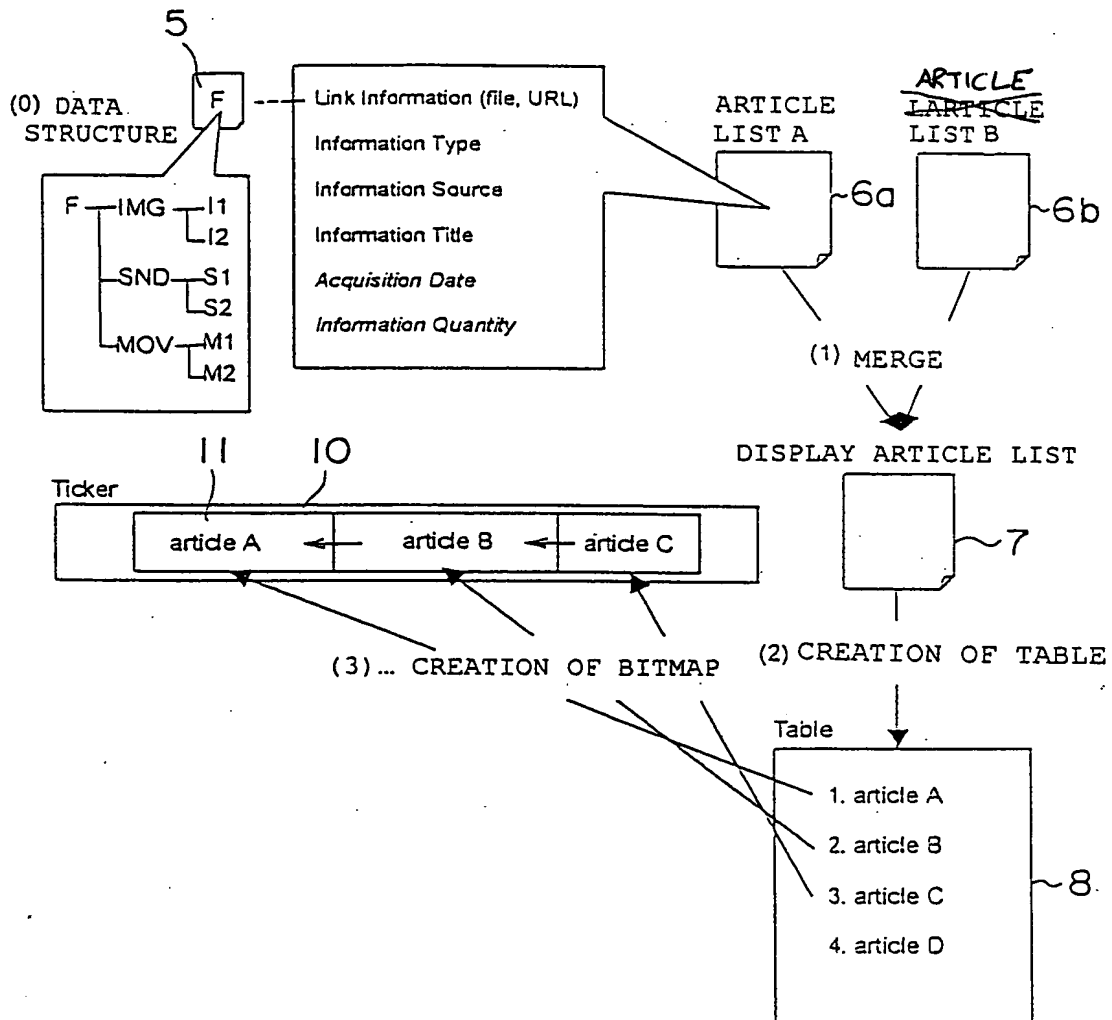 5
(0) DATA STRUCTURE
F
F IMG I1
I2
SND S1
S2
MOV M1
M2
Link Information (file, URL)
Information Type
Information Source
Information Title
Acquisition Date
Information Quantity
ARTICLE
LIST A
6a
ARTICLE
LARTICLE
LIST B
6b
(1) MERGE
DISPLAY ARTICLE LIST
7
11
10
Ticker
article A
article B
article C
(3)... CREATION OF BITMAP
(2) CREATION OF TABLE
Table
1. article A
2. article B
3. article C
4. article D
8